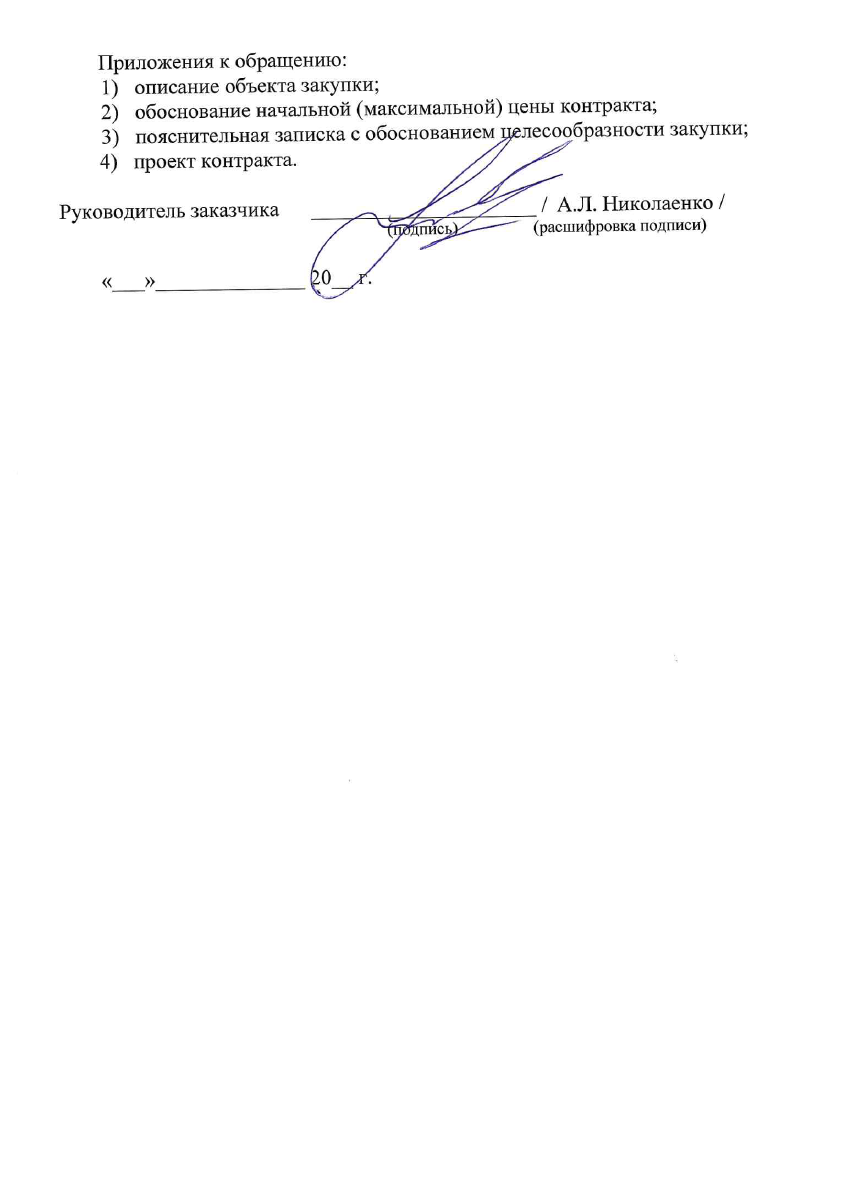 Приложения к обращению:
1) описание объекта закупки;
2) обоснование начальной (максимальной) цены контракта;
3) пояснительная записка с обоснованием целесообразности закупки;
4) проект контракта.
Руководитель заказчика ______________________ / А.Л. Николаенко /
(подпись) (расшифровка подписи)
«___»______________ 20__ г.